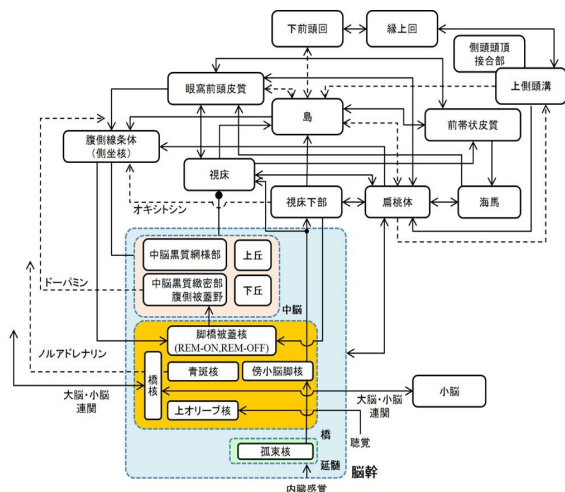 下前頭回
縁上回
側頭頭頂
接合部
上側頭溝
眼窩前頭皮質
島
前帯状皮質
腹側線条体
(側坐核)
視床
オキシトシン
視床下部
扁桃体
海馬
中脳黒質網様部
上丘
ドーパミン
中脳黒質緻密部
腹側被蓋野
下丘
中脳
脚橋被蓋核
(REM-ON,REM-OFF)
ノルアドレナリン
橋核
青斑核
傍小脳脚核
大脳・小脳
連関
上オリーブ核
大脳・小脳
連関
小脳
橋
聴覚
孤束核
延髄
脳幹
内臓感覚